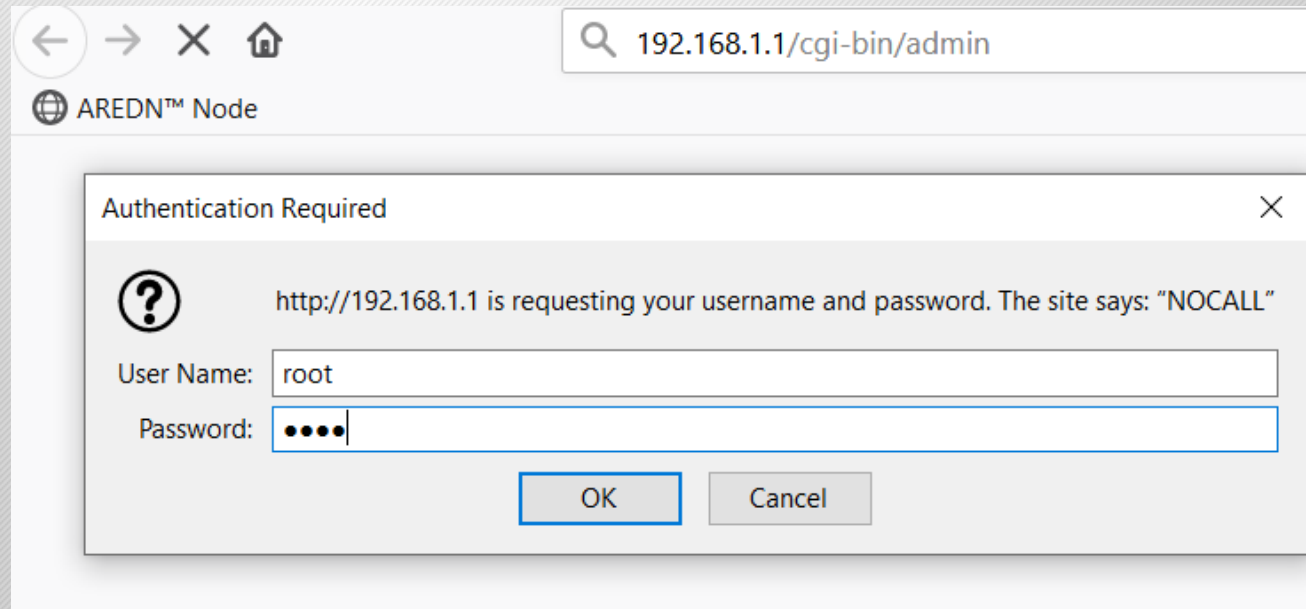 192.168.1.1/cgi-bin/admin
AREDN™ Node
Authentication Required
http://192.168.1.1 is requesting your username and password. The site says: “NOCALL”
User Name: root
Password: ●●●●
OK Cancel